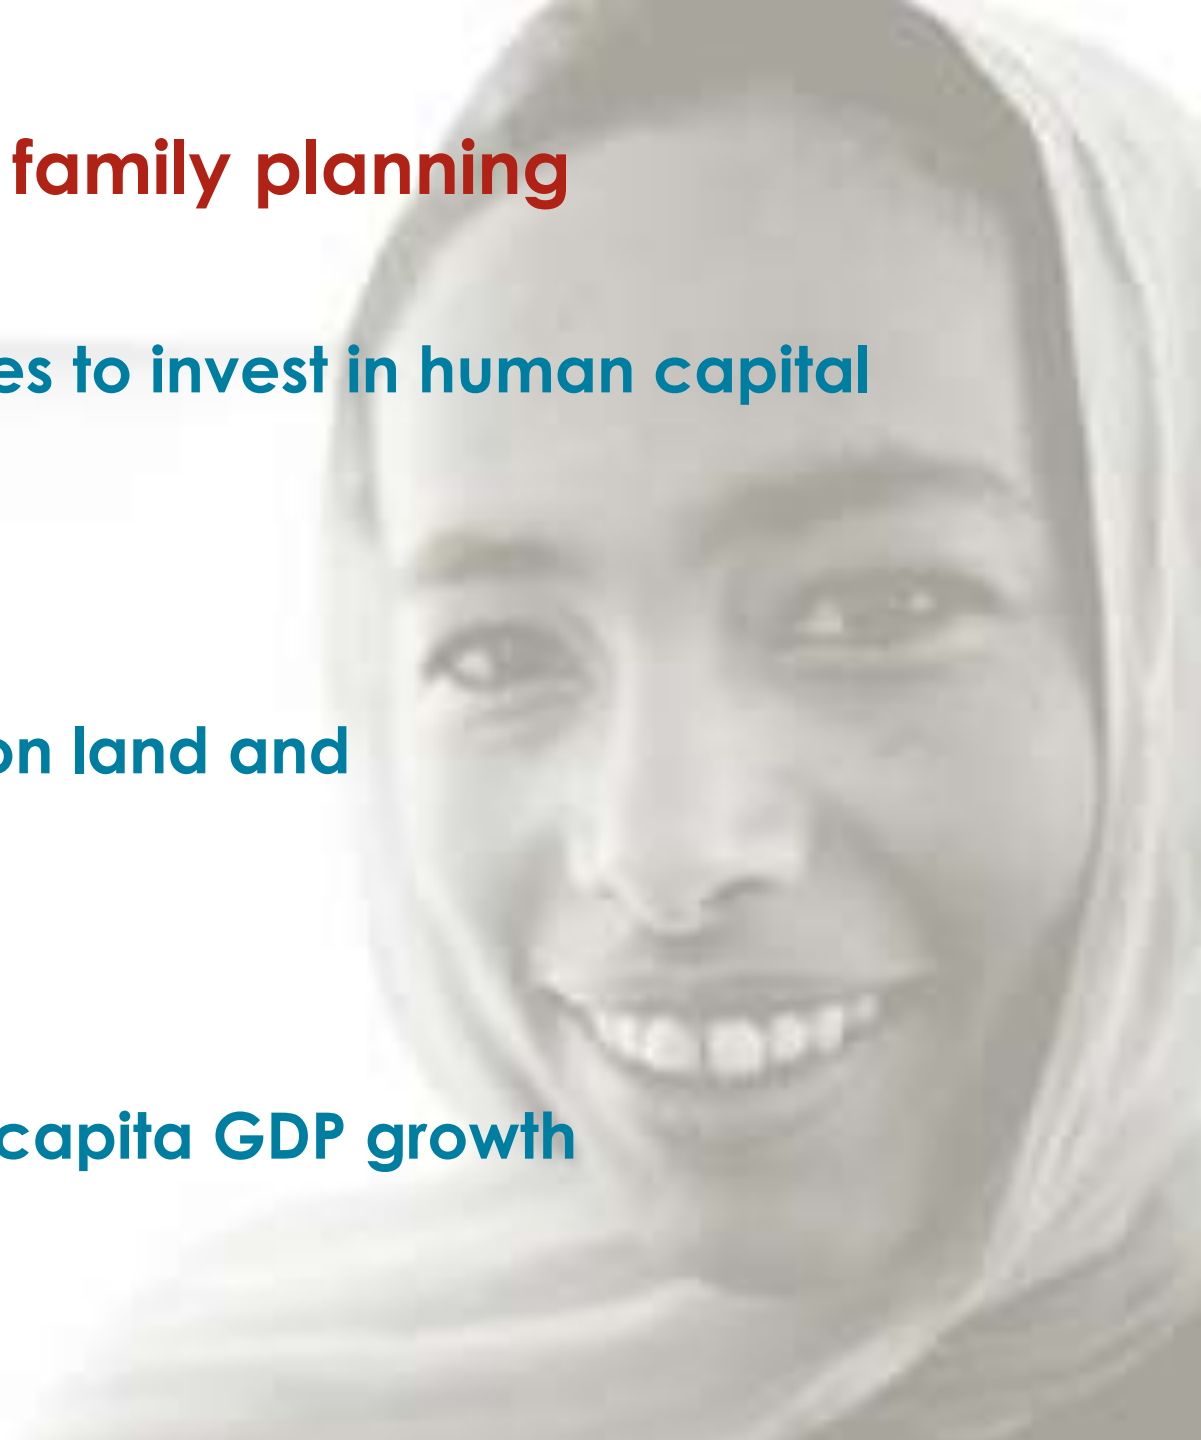 family planning
es to invest in human capital
on land and
capita GDP growth